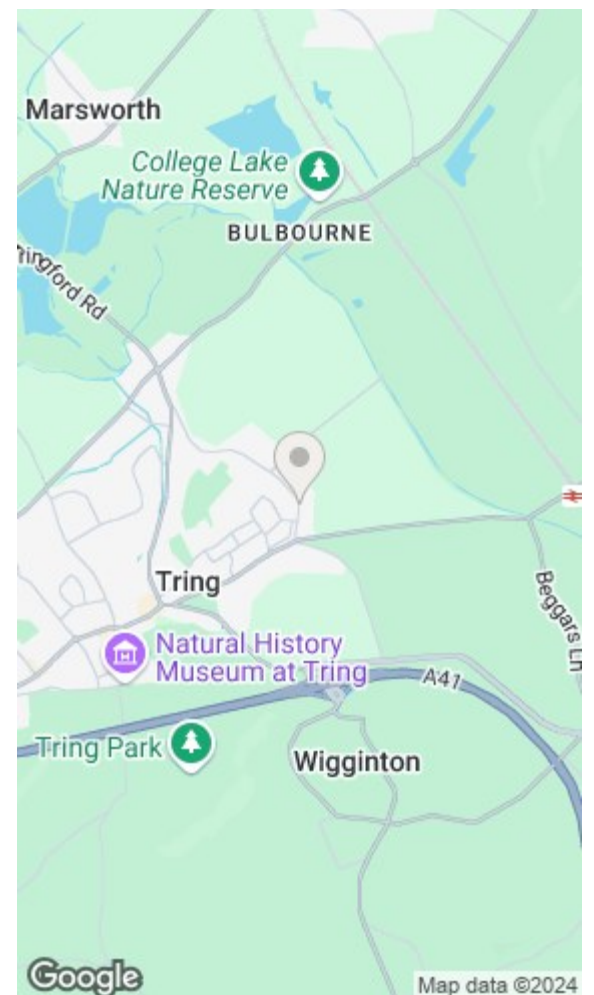 Marsworth
College Lake
Nature Reserve
BULBOURNE
ringford Rd
Tring
Beggars Ln
Natural History
Museum at Tring
A41
Tring Park
Wigginton
Google
Map data ©2024